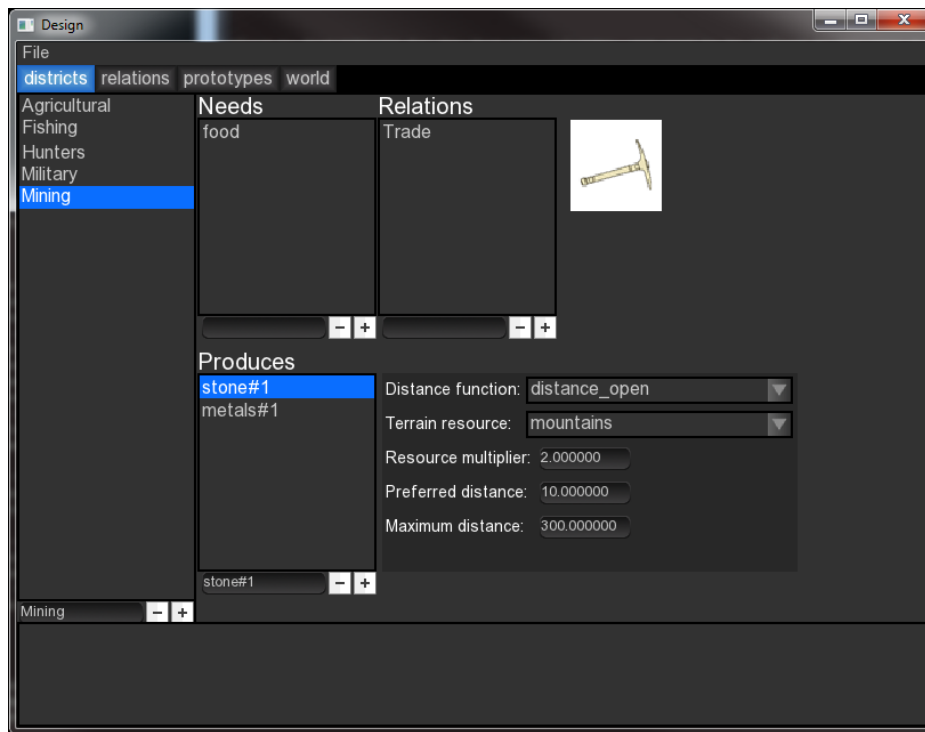 Design
File
districts relations prototypes world
Agricultural
Fishing
Hunters
Military
Mining
Mining
- +
Needs
food
- +
Relations
Trade
- +
Produces
stone#1
metals#1
stone#1
- +
Distance function: distance_open
Terrain resource: mountains
Resource multiplier: 2.000000
Preferred distance: 10.000000
Maximum distance: 300.000000